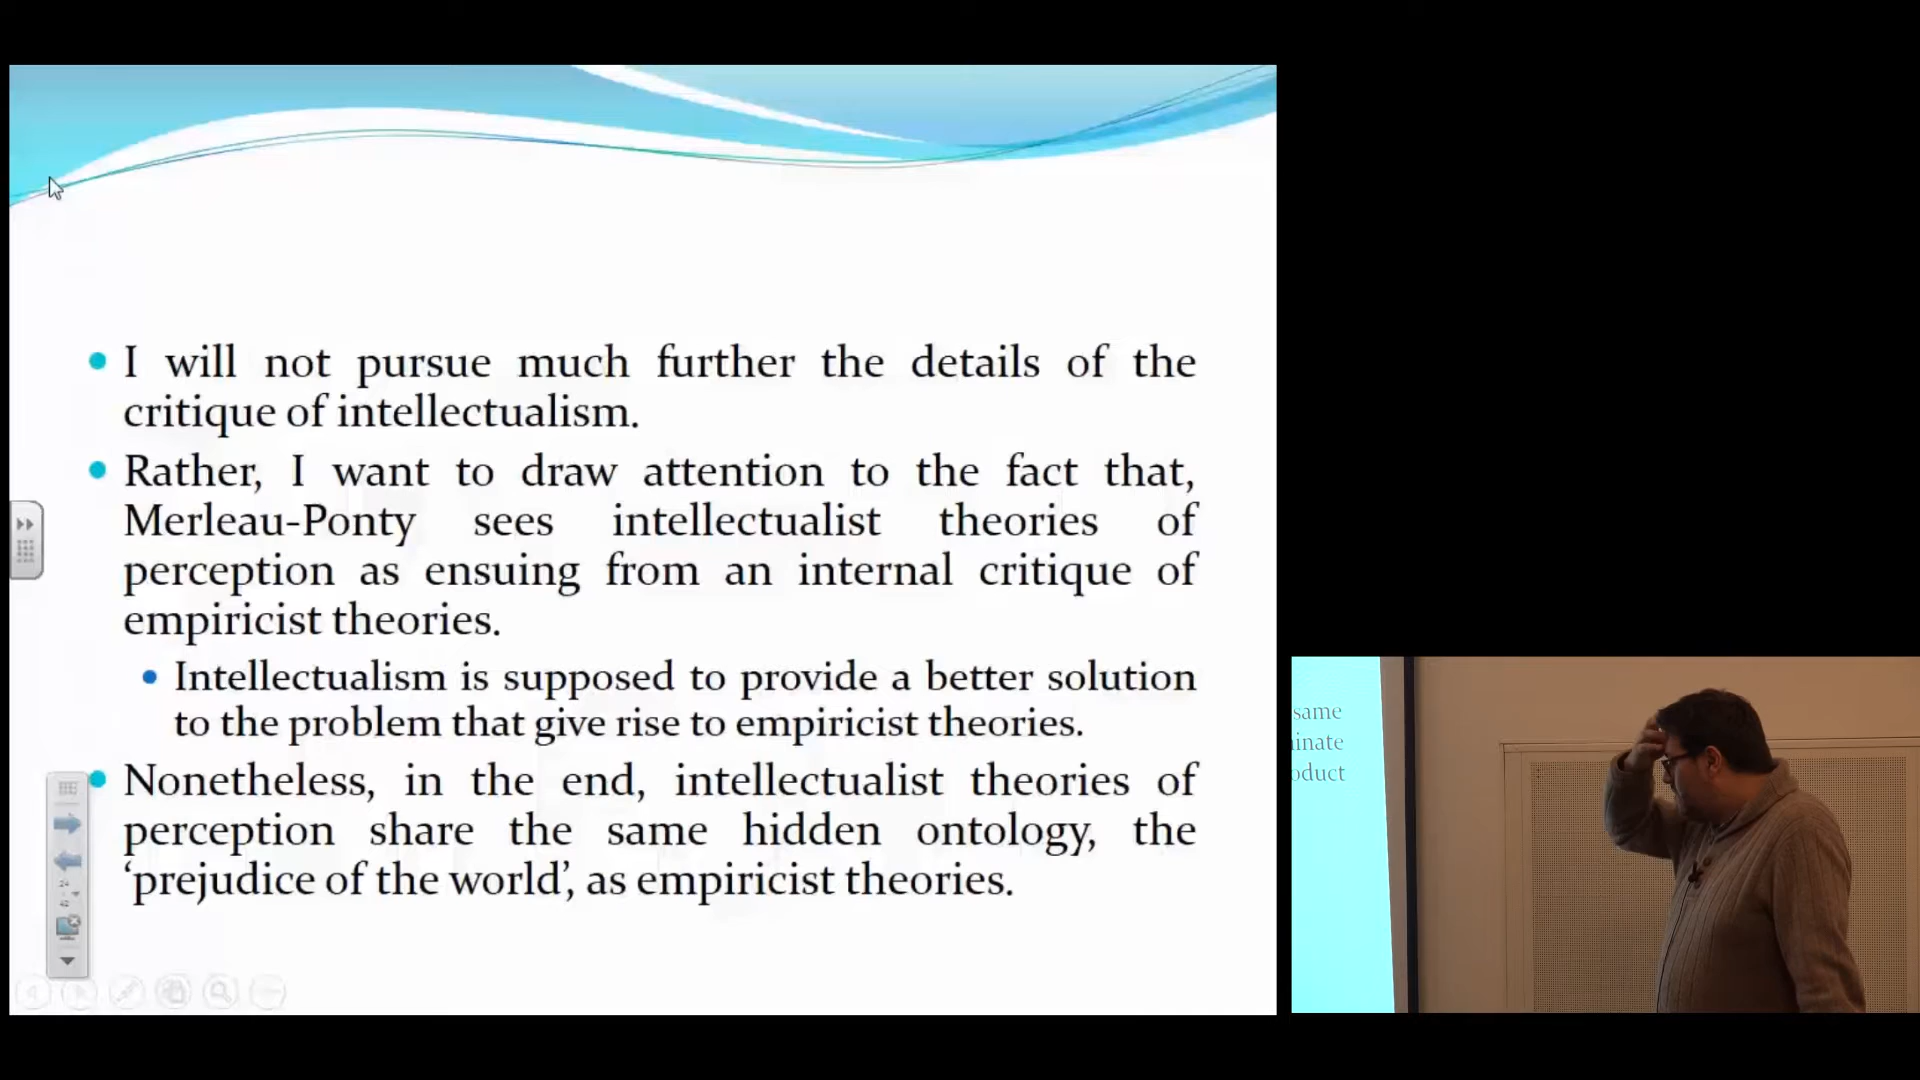 I will not pursue much further the details of the
critique of intellectualism.
Rather, I want to draw attention to the fact that,
Merleau-Ponty sees intellectualist theories of
perception as ensuing from an internal critique of
empiricist theories.
Intellectualism is supposed to provide a better solution
to the problem that give rise to empiricist theories.
Nonetheless, in the end, intellectualist theories of
perception share the same hidden ontology, the
‘prejudice of the world’, as empiricist theories.
24
42
same
inate
oduct